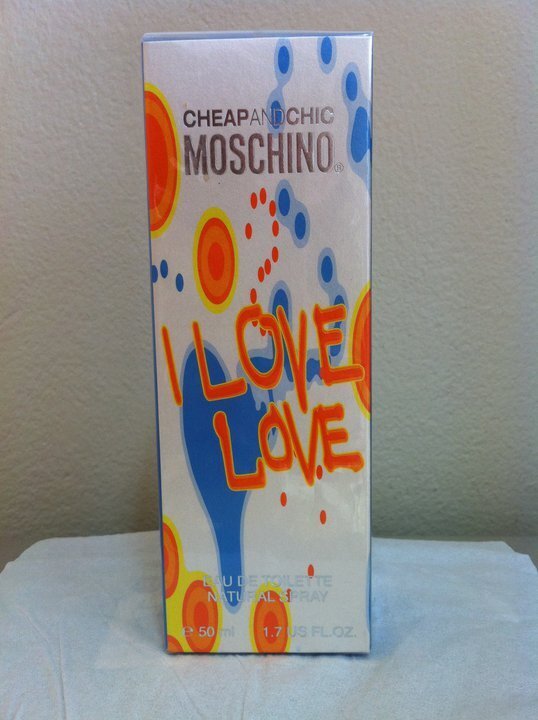 CHEAPANDCHIC
MOSCHINO®
I LOVE
LOVE
EAU DE TOILETTE
NATURAL SPRAY
℮ 50 ml 1.7 US FL.OZ.